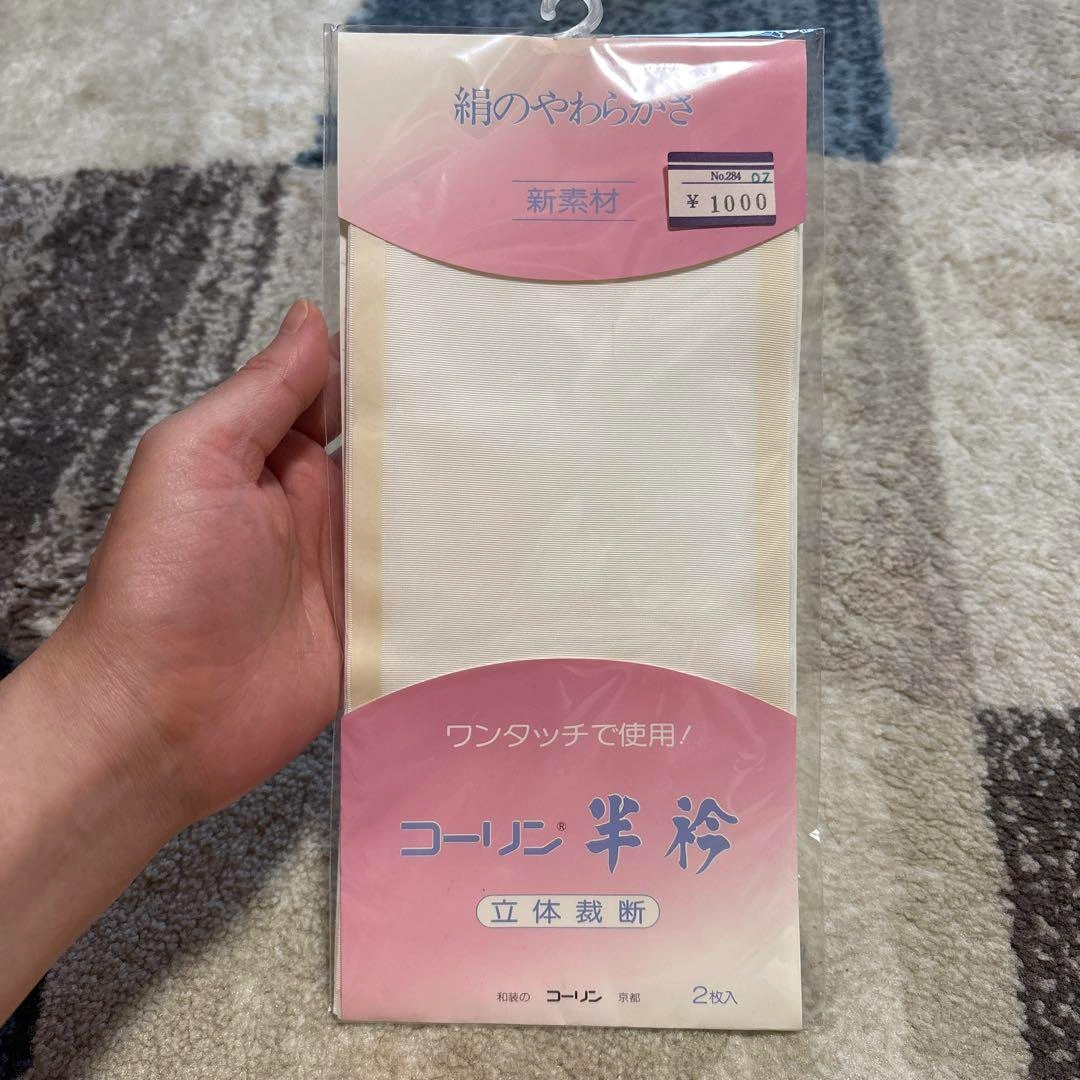 絹のやわらかさ
新素材
No.284 07
¥ 1000
ワンタッチで使用!
コーリン® 半衿
立体裁断
和装の コーリン 京都 2枚入